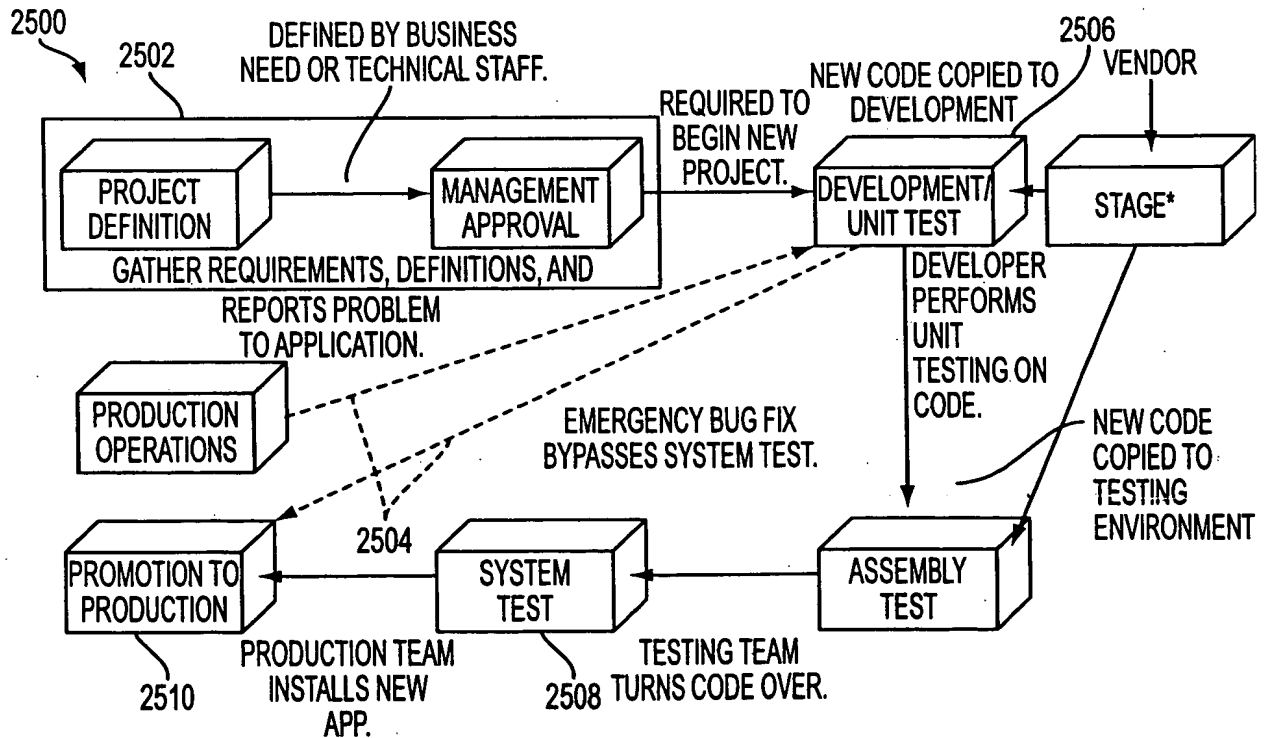 2500
2502
DEFINED BY BUSINESS
NEED OR TECHNICAL STAFF.
2506
VENDOR
NEW CODE COPIED TO
DEVELOPMENT
REQUIRED TO
BEGIN NEW
PROJECT.
PROJECT
DEFINITION
MANAGEMENT
APPROVAL
DEVELOPMENT/
UNIT TEST
STAGE*
GATHER REQUIREMENTS, DEFINITIONS, AND
REPORTS PROBLEM
TO APPLICATION.
DEVELOPER
PERFORMS
UNIT
TESTING ON
CODE.
PRODUCTION
OPERATIONS
EMERGENCY BUG FIX
BYPASSES SYSTEM TEST.
NEW CODE
COPIED TO
TESTING
ENVIRONMENT
2504
PROMOTION TO
PRODUCTION
SYSTEM
TEST
ASSEMBLY
TEST
2510
PRODUCTION TEAM
INSTALLS NEW
APP.
2508
TESTING TEAM
TURNS CODE OVER.